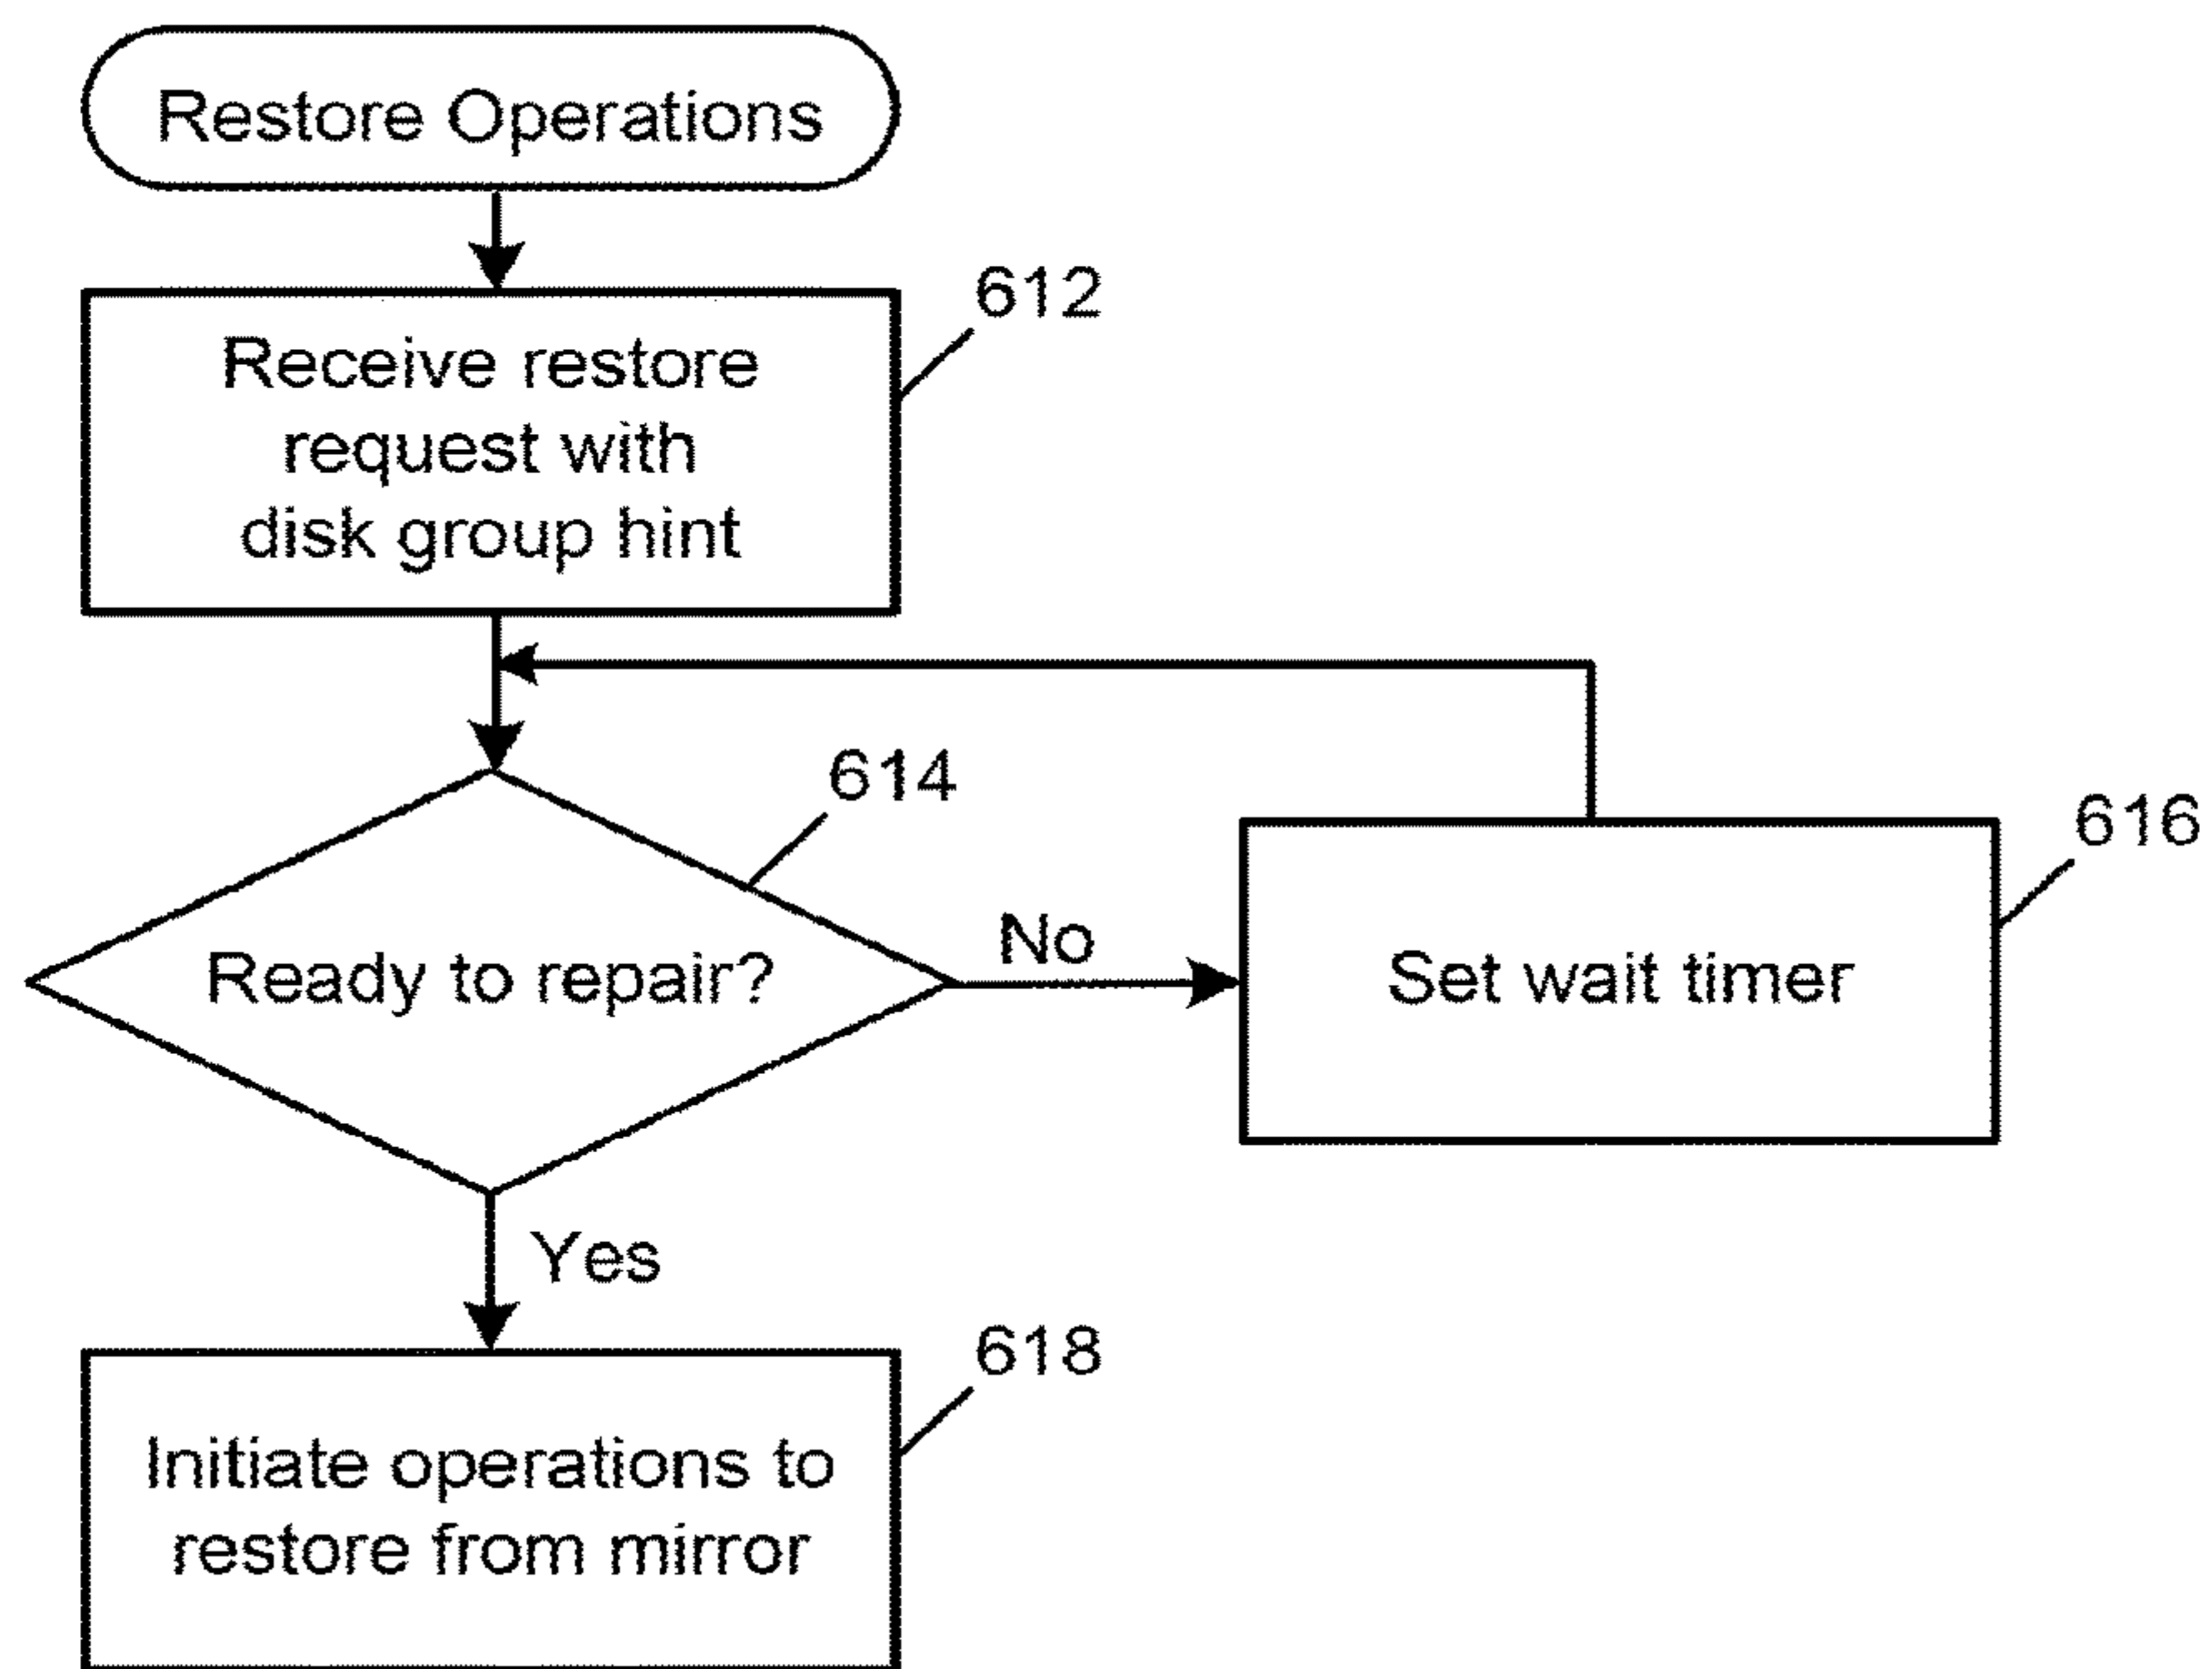 Restore Operations
612
Receive restore
request with
disk group hint
614
616
Ready to repair?
No
Set wait timer
Yes
618
Initiate operations to
restore from mirror